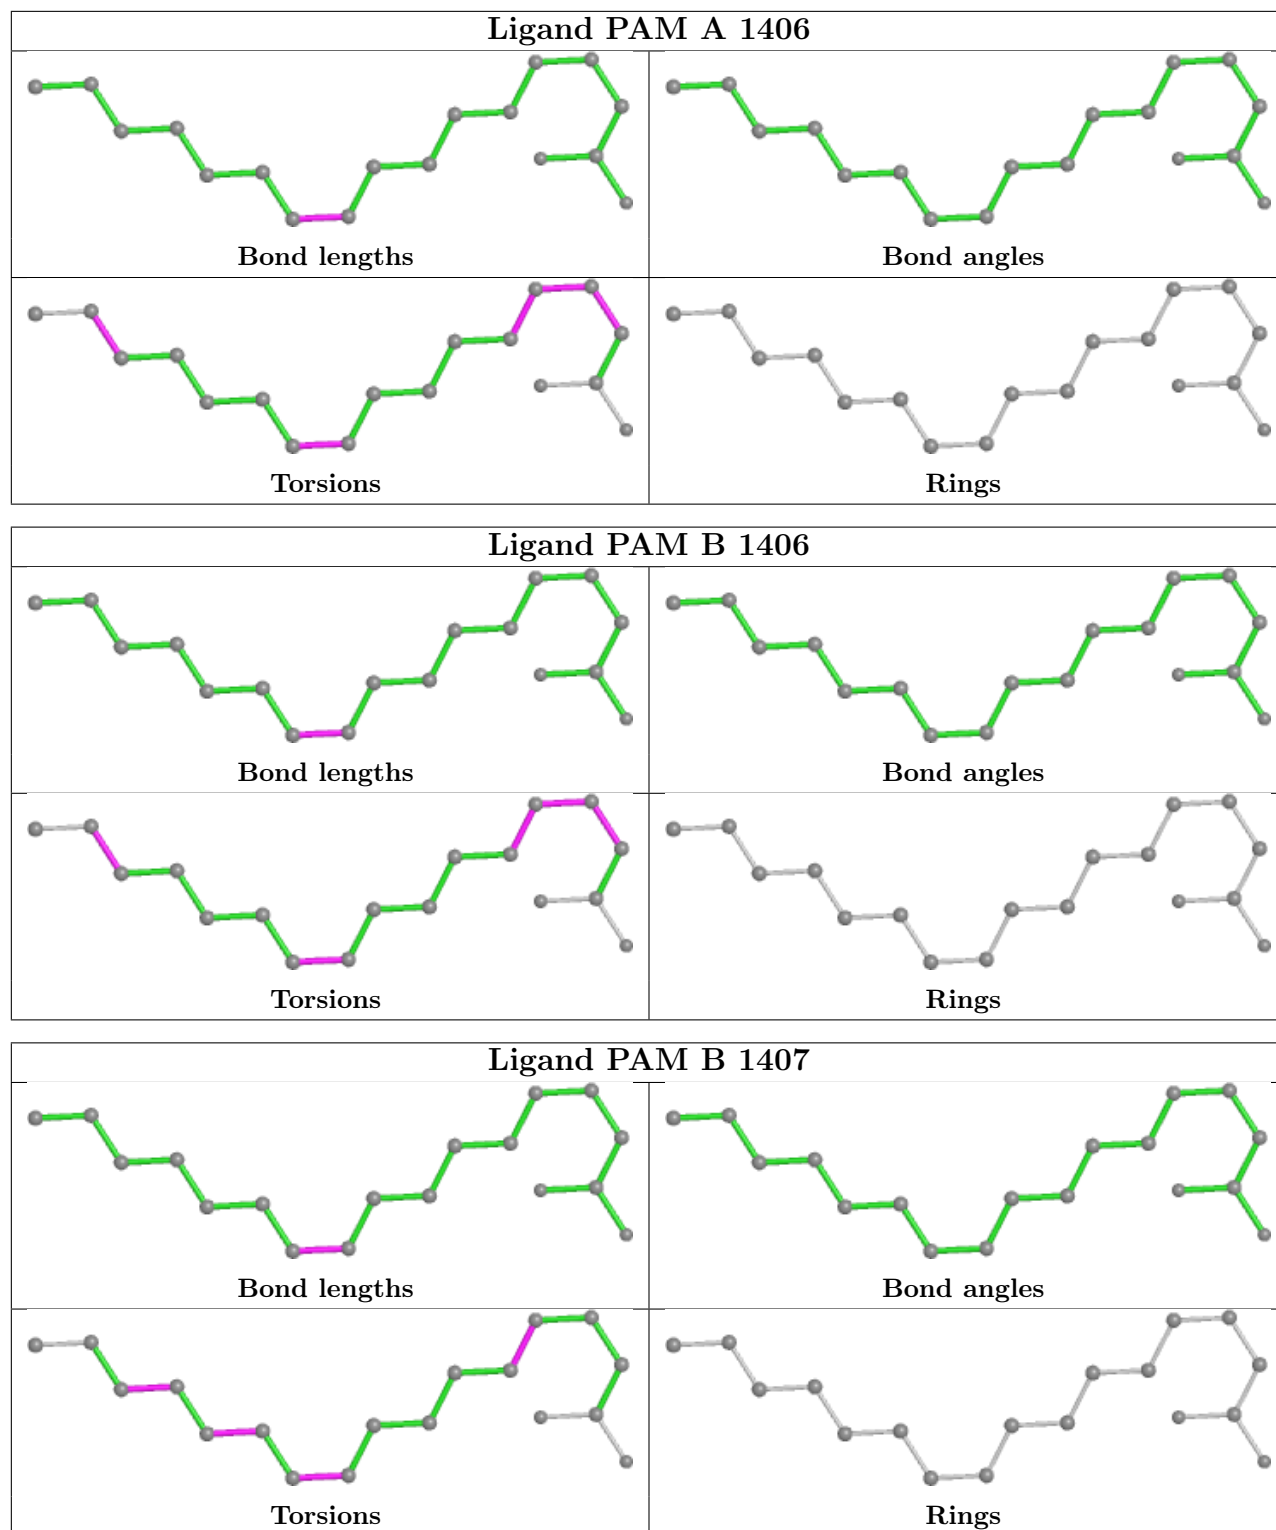 Ligand PAM A 1406
Bond lengths
Bond angles
Torsions
Rings
Ligand PAM B 1406
Bond lengths
Bond angles
Torsions
Rings
Ligand PAM B 1407
Bond lengths
Bond angles
Torsions
Rings